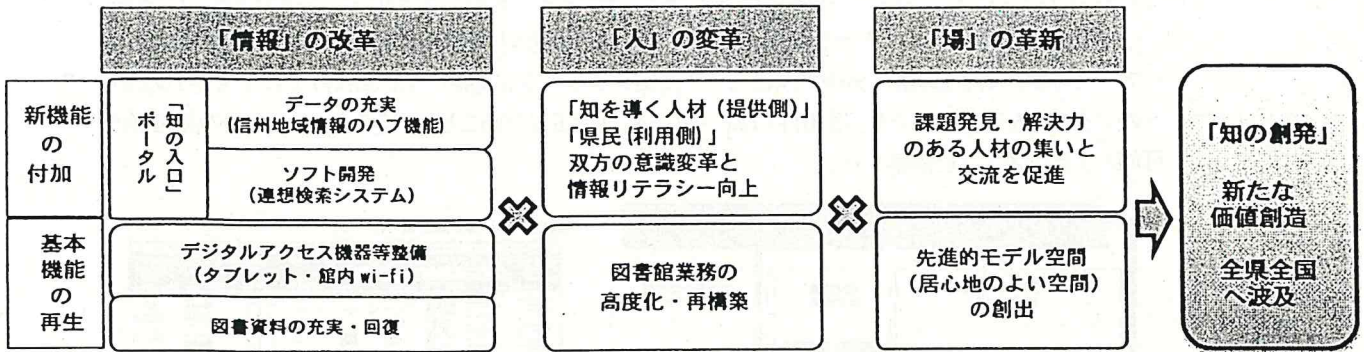 「情報」の改革
「人」の変革
「場」の革新
新機能
の
付加
「知の入口」
ポータル
データの充実
(信州地域情報のハブ機能)
ソフト開発
(連想検索システム)
「知を導く人材(提供側)」
「県民(利用側)」
双方の意識変革と
情報リテラシー向上
課題発見・解決力
のある人材の集いと
交流を促進
基本
機能
の
再生
デジタルアクセス機器等整備
(タブレット・館内 wi-fi)
図書資料の充実・回復
図書館業務の
高度化・再構築
先進的モデル空間
(居心地のよい空間)
の創出
「知の創発」
新たな
価値創造
全県全国
へ波及